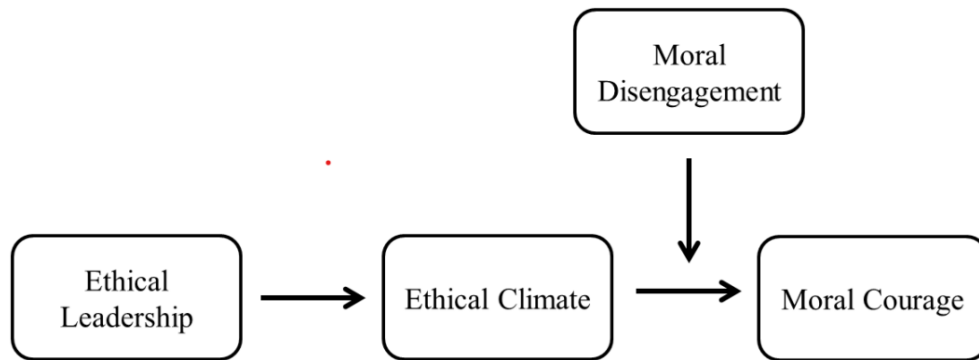 Moral
Disengagement
Ethical
Leadership
Ethical Climate
Moral Courage